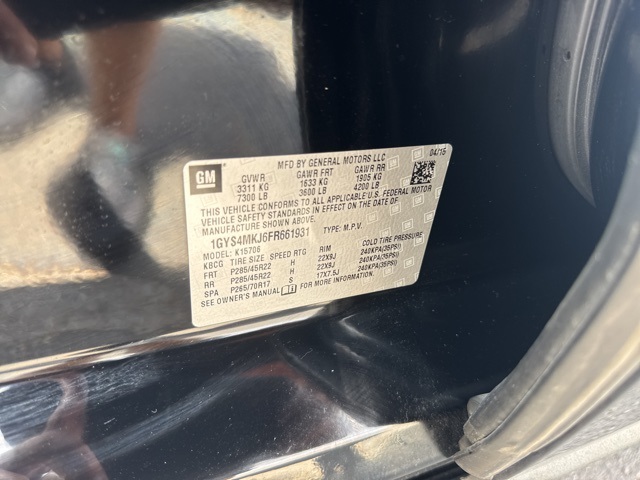 GM
MFD BY GENERAL MOTORS LLC 04/15
GVWR GAWR FRT GAWR RR
3311 KG 1633 KG 1905 KG
7300 LB 3600 LB 4200 LB
THIS VEHICLE CONFORMS TO ALL APPLICABLE U.S. FEDERAL MOTOR
VEHICLE SAFETY STANDARDS IN EFFECT ON THE DATE OF
MANUFACTURE SHOWN ABOVE.
1GYS4MKJ6FR661931 TYPE: M.P.V.
MODEL: K15706
KBCG TIRE SIZE SPEED RTG RIM COLD TIRE PRESSURE
FRT P285/45R22 H 22X9J 240KPA(35PSI)
RR P285/45R22 H 22X9J 240KPA(35PSI)
SPA P265/70R17 S 17X7.5J 240KPA(35PSI)
SEE OWNER'S MANUAL FOR MORE INFORMATION.